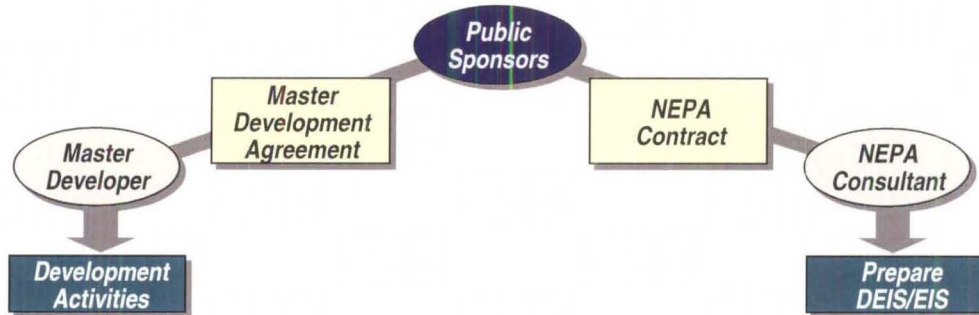 Public
Sponsors
Master
Development
Agreement
NEPA
Contract
Master
Developer
NEPA
Consultant
Development
Activities
Prepare
DEIS/EIS